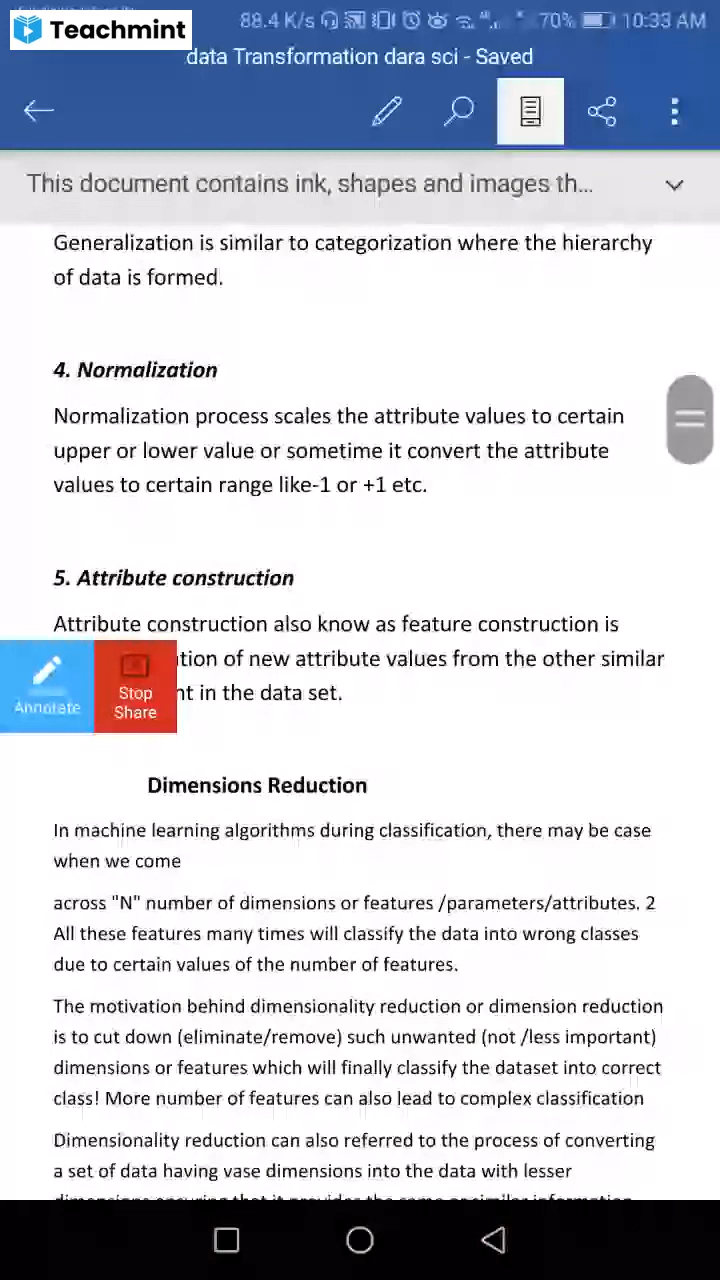 Teachmint
88.4 K/s
70%
10:33 AM
data Transformation dara sci - Saved
This document contains ink, shapes and images th...
Generalization is similar to categorization where the hierarchy
of data is formed.
4. Normalization
Normalization process scales the attribute values to certain
upper or lower value or sometime it convert the attribute
values to certain range like-1 or +1 etc.
5. Attribute construction
Attribute construction also know as feature construction is
tion of new attribute values from the other similar
nt in the data set.
Annotate
Stop
Share
Dimensions Reduction
In machine learning algorithms during classification, there may be case
when we come
across "N" number of dimensions or features /parameters/attributes. 2
All these features many times will classify the data into wrong classes
due to certain values of the number of features.
The motivation behind dimensionality reduction or dimension reduction
is to cut down (eliminate/remove) such unwanted (not /less important)
dimensions or features which will finally classify the dataset into correct
class! More number of features can also lead to complex classification
Dimensionality reduction can also referred to the process of converting
a set of data having vase dimensions into the data with lesser
dimensions ensuring that it provides the same or similar information